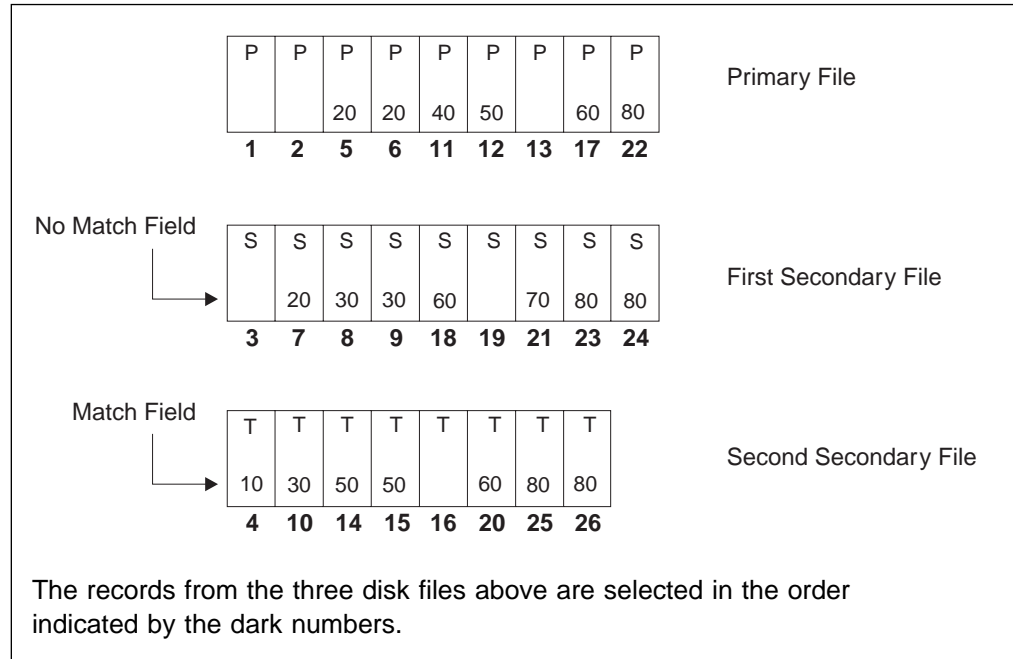 P P P P P P P P P
Primary File
20 20 40 50 60 80
1 2 5 6 11 12 13 17 22
No Match Field
S S S S S S S S S
First Secondary File
20 30 30 60 70 80 80
3 7 8 9 18 19 21 23 24
Match Field
T T T T T T T T
Second Secondary File
10 30 50 50 60 80 80
4 10 14 15 16 20 25 26
The records from the three disk files above are selected in the order
indicated by the dark numbers.